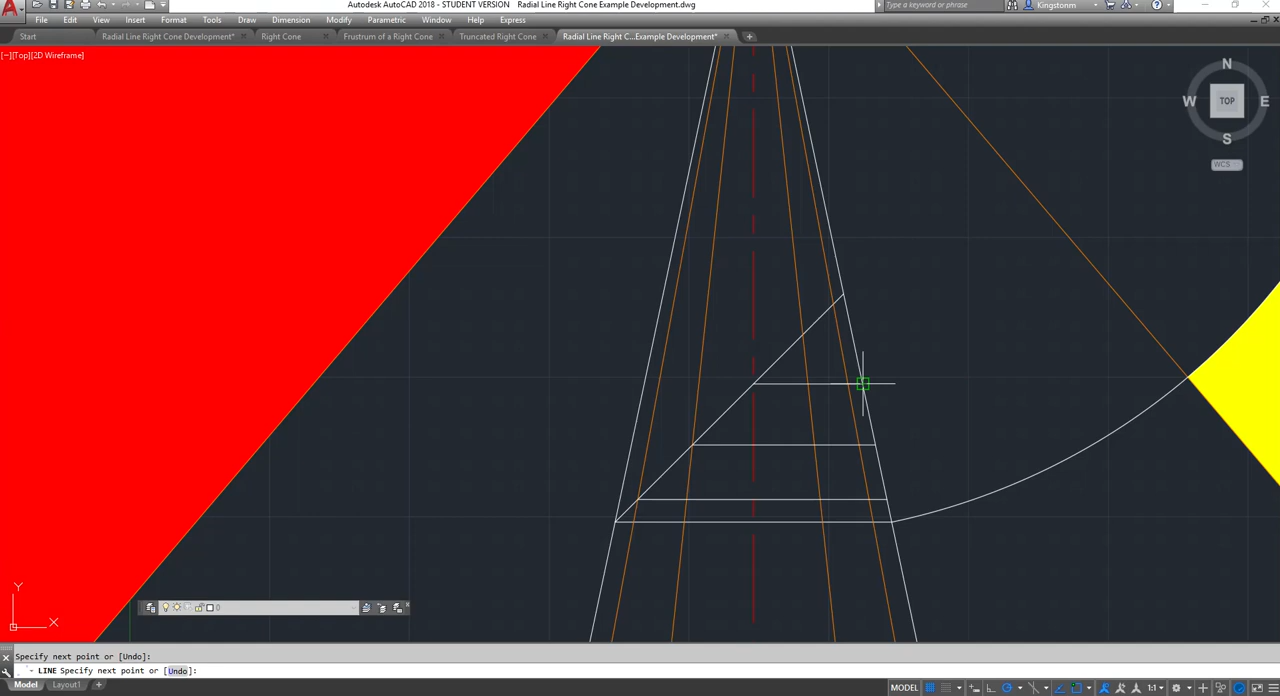 Autodesk AutoCAD 2018 - STUDENT VERSION Radial Line Right Cone Example Development.dwg
Type a keyword or phrase
Kingstonm
File Edit View Insert Format Tools Draw Dimension Modify Parametric Window Help Express
Start Radial Line Right Cone Development* Right Cone Frustrum of a Right Cone Truncated Right Cone Radial Line Right C...Example Development*
[−][Top][2D Wireframe]
N
W TOP E
S
WCS
Y
X
0
Specify next point or [Undo]:
LINE Specify next point or [Undo]:
Model Layout1 +
MODEL 1:1